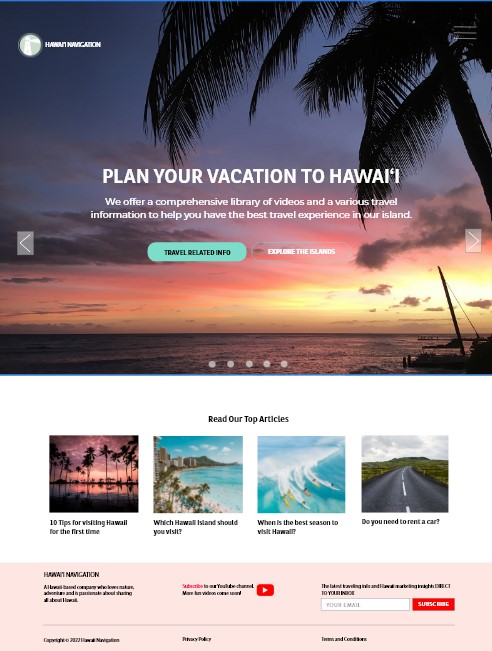 HAWAI'I NAVIGATION
PLAN YOUR VACATION TO HAWAIʻI
We offer a comprehensive library of videos and a various travel
information to help you have the best travel experience in our island.
TRAVEL RELATED INFO
EXPLORE THE ISLANDS
Read Our Top Articles
10 Tips for visiting Hawaii
for the first time
Which Hawaii Island should
you visit?
When is the best season to
visit Hawaii?
Do you need to rent a car?
HAWAI'I NAVIGATION
A Hawaii-based company who loves nature,
adventure and is passionate about sharing
all about Hawaii.
Subscribe to our YouTube channel.
More fun videos come soon!
The latest traveling info and Hawaii marketing insights DIRECT
TO YOUR INBOX
YOUR EMAIL
SUBSCRIBE
Copyright © 2022 Hawaii Navigation
Privacy Policy
Terms and Conditions